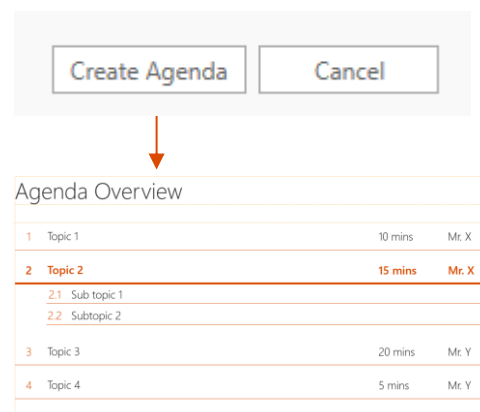 Create Agenda Cancel
Agenda Overview
1 Topic 1 10 mins Mr. X
2 Topic 2 15 mins Mr. X
2.1 Sub topic 1
2.2 Subtopic 2
3 Topic 3 20 mins Mr. Y
4 Topic 4 5 mins Mr. Y